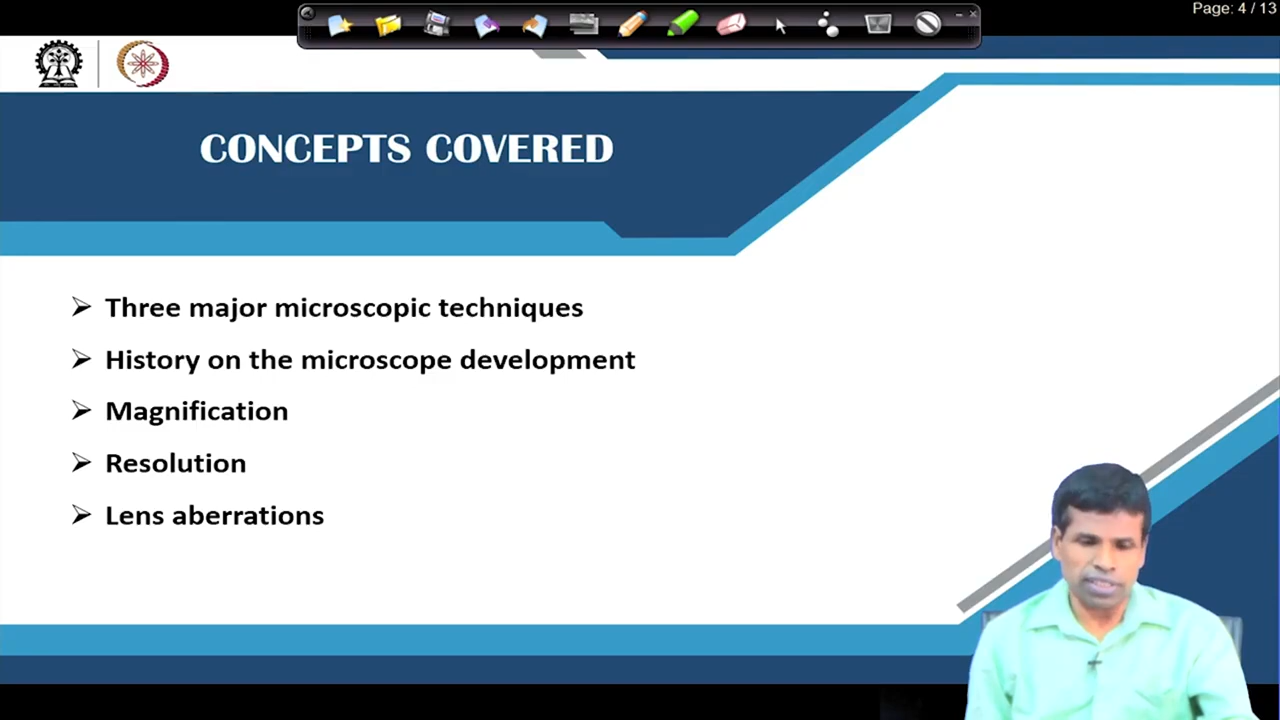 Page: 4 / 13
CONCEPTS COVERED
Three major microscopic techniques
History on the microscope development
Magnification
Resolution
Lens aberrations